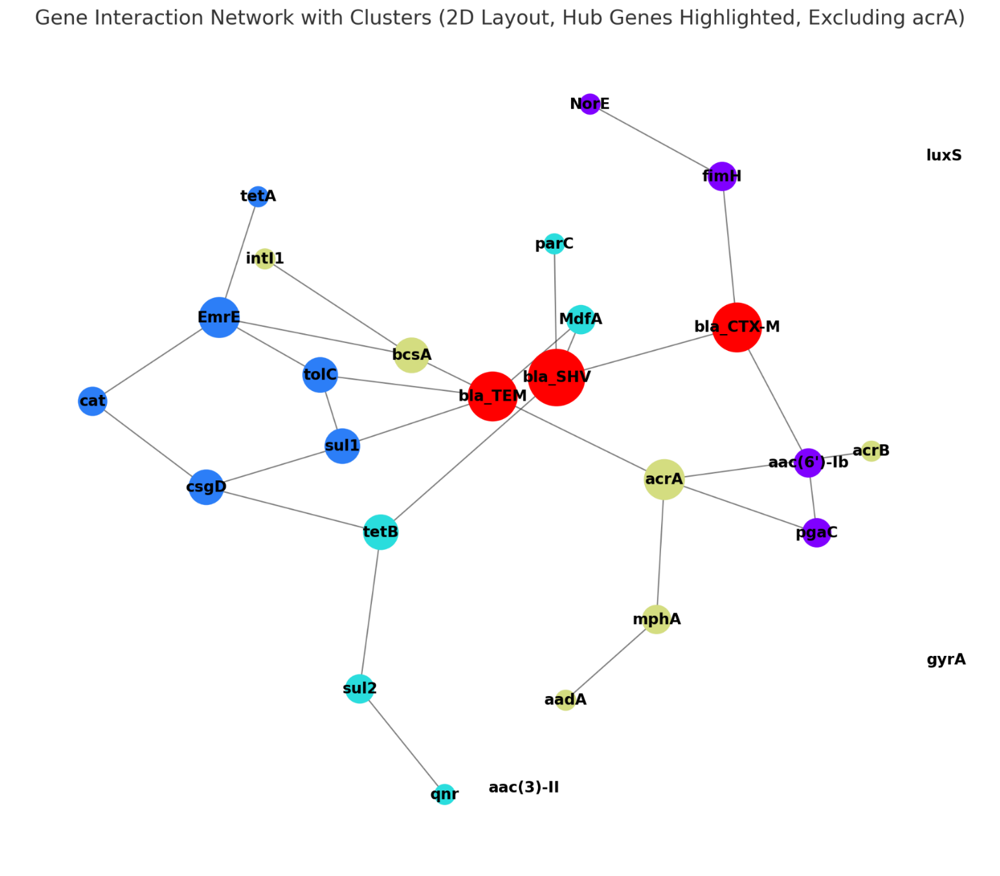 Gene Interaction Network with Clusters (2D Layout, Hub Genes Highlighted, Excluding acrA)
NorE
luxS
fimH
tetA
parC
intI1
EmrE
MdfA
bla_CTX-M
bcsA
tolC
bla_SHV
bla_TEM
cat
sul1
acrB
aac(6')-Ib
acrA
csgD
tetB
pgaC
mphA
gyrA
sul2
aadA
aac(3)-II
qnr